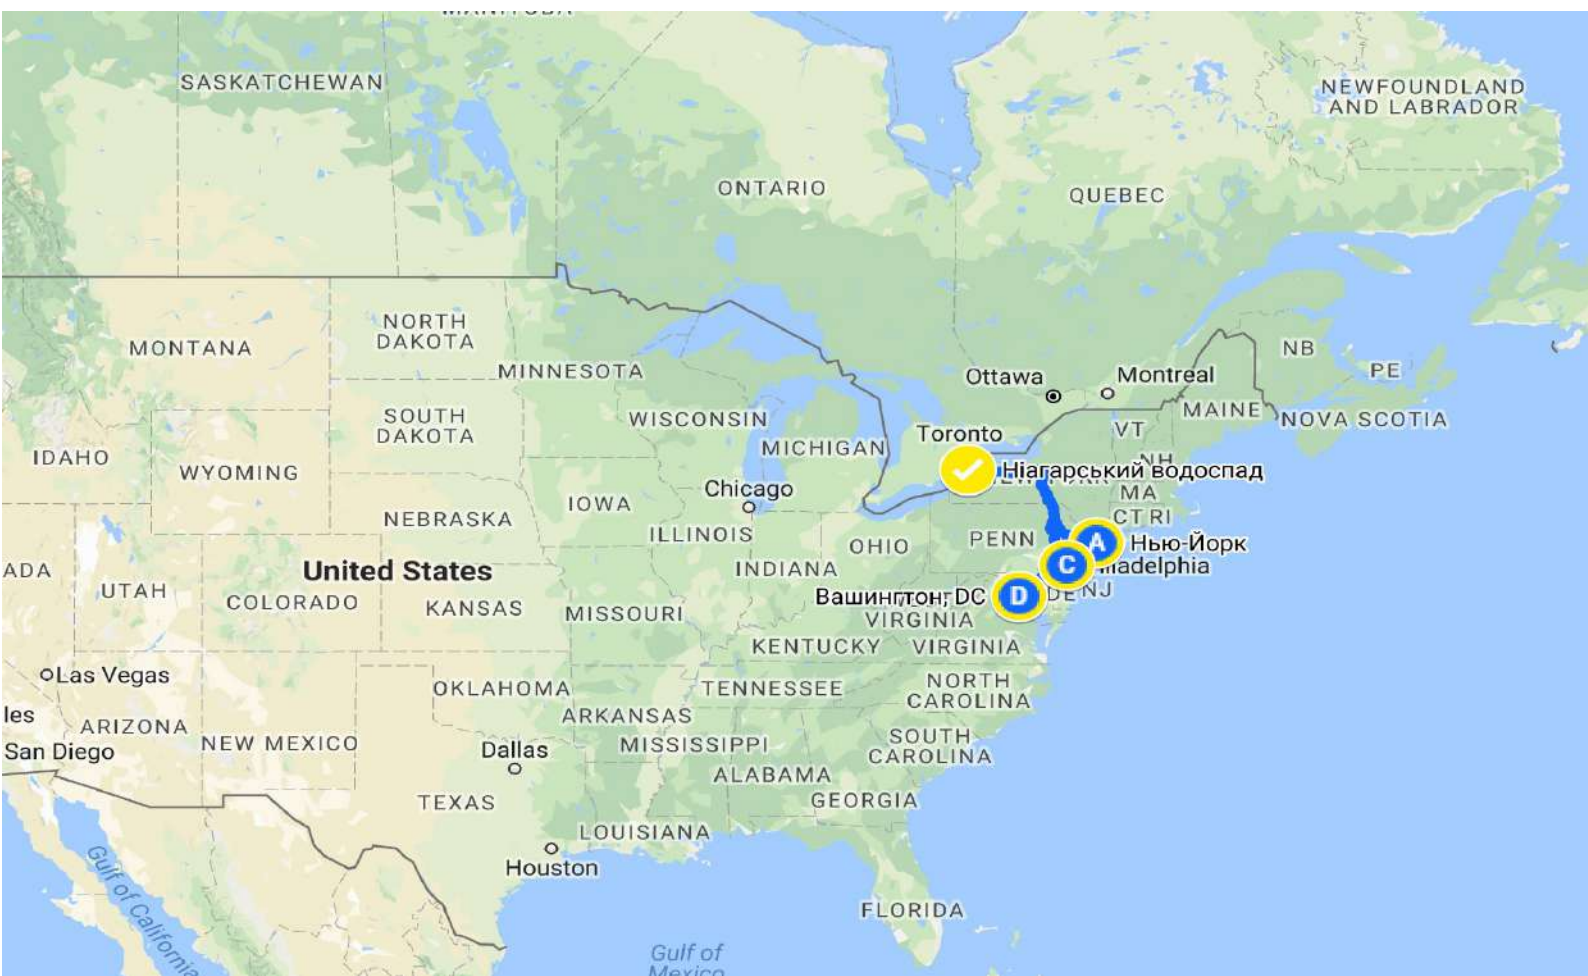 SASKATCHEWAN
NEWFOUNDLAND
AND LABRADOR
ONTARIO
QUEBEC
NORTH
DAKOTA
MONTANA
MINNESOTA
NB
PE
Ottawa
Montreal
SOUTH
DAKOTA
WISCONSIN
MAINE
NOVA SCOTIA
VT
Toronto
MICHIGAN
IDAHO
WYOMING
NH
Ніагарський водоспад
Chicago
MA
IOWA
NEBRASKA
CT RI
ILLINOIS
OHIO
PENN
A
Нью-Йорк
INDIANA
C
iladelphia
United States
ADA
UTAH
COLORADO
KANSAS
MISSOURI
Вашингтон, DC
D
DE NJ
VIRGINIA
KENTUCKY
VIRGINIA
Las Vegas
OKLAHOMA
TENNESSEE
NORTH
CAROLINA
les
ARIZONA
NEW MEXICO
ARKANSAS
San Diego
Dallas
MISSISSIPPI
SOUTH
CAROLINA
ALABAMA
TEXAS
GEORGIA
LOUISIANA
Houston
Gulf of California
FLORIDA
Gulf of
Mexico